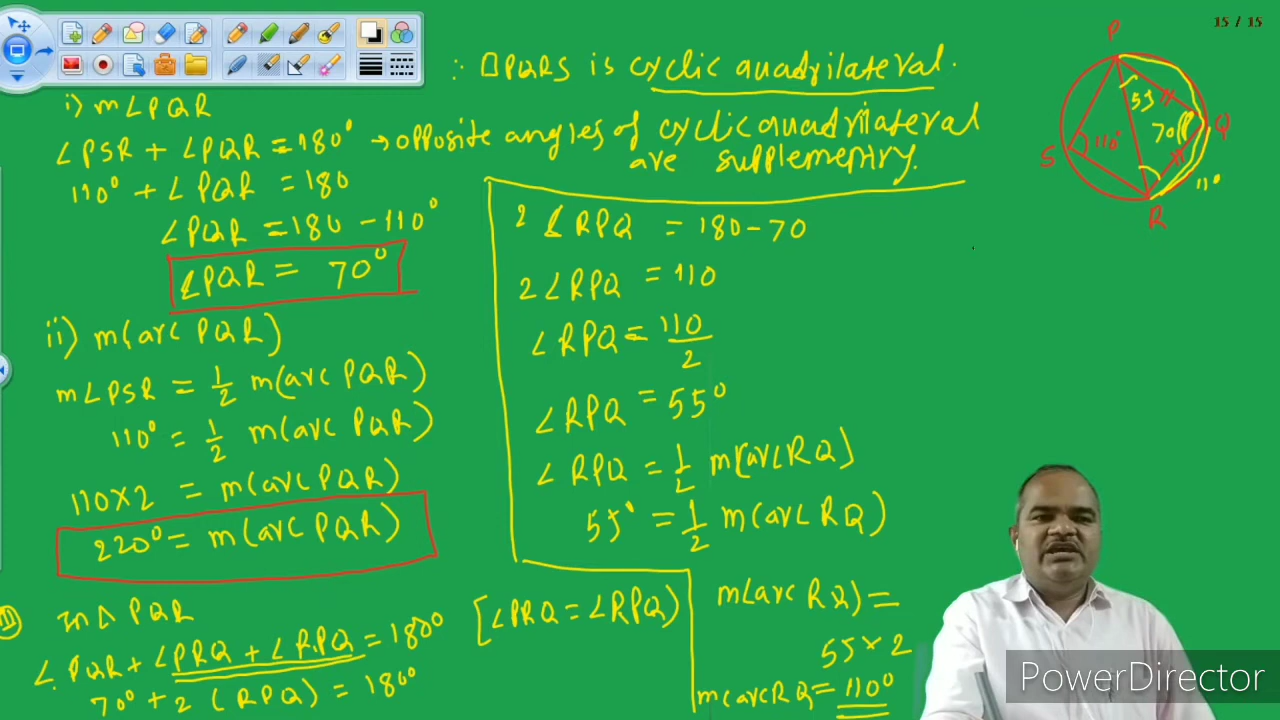 15 / 15
∴ □PQRS is cyclic quadrilateral.
i) m∠PQR
∠PSR + ∠PQR = 180° → opposite angles of cyclic quadrilateral
are supplementry.
110° + ∠PQR = 180
∠PQR = 180 - 110°
∠PQR = 70°
ii) m(arc PQR)
m∠PSR = 1/2 m(arc PQR)
110° = 1/2 m(arc PQR)
110×2 = m(arc PQR)
220° = m(arc PQR)
In Δ PQR
∠PQR + ∠PRQ + ∠RPQ = 180°
[∠PRQ = ∠RPQ)
70° + 2 (RPQ) = 180°
2 ∠RPQ = 180-70
2∠RPQ = 110
∠RPQ = 110/2
∠RPQ = 55°
∠RPQ = 1/2 m(arc RQ)
55° = 1/2 m(arc RQ)
m(arc RQ) =
55 × 2
m(arc RQ = 110°
P
55
S
110°
70
Q
110
R
PowerDirector